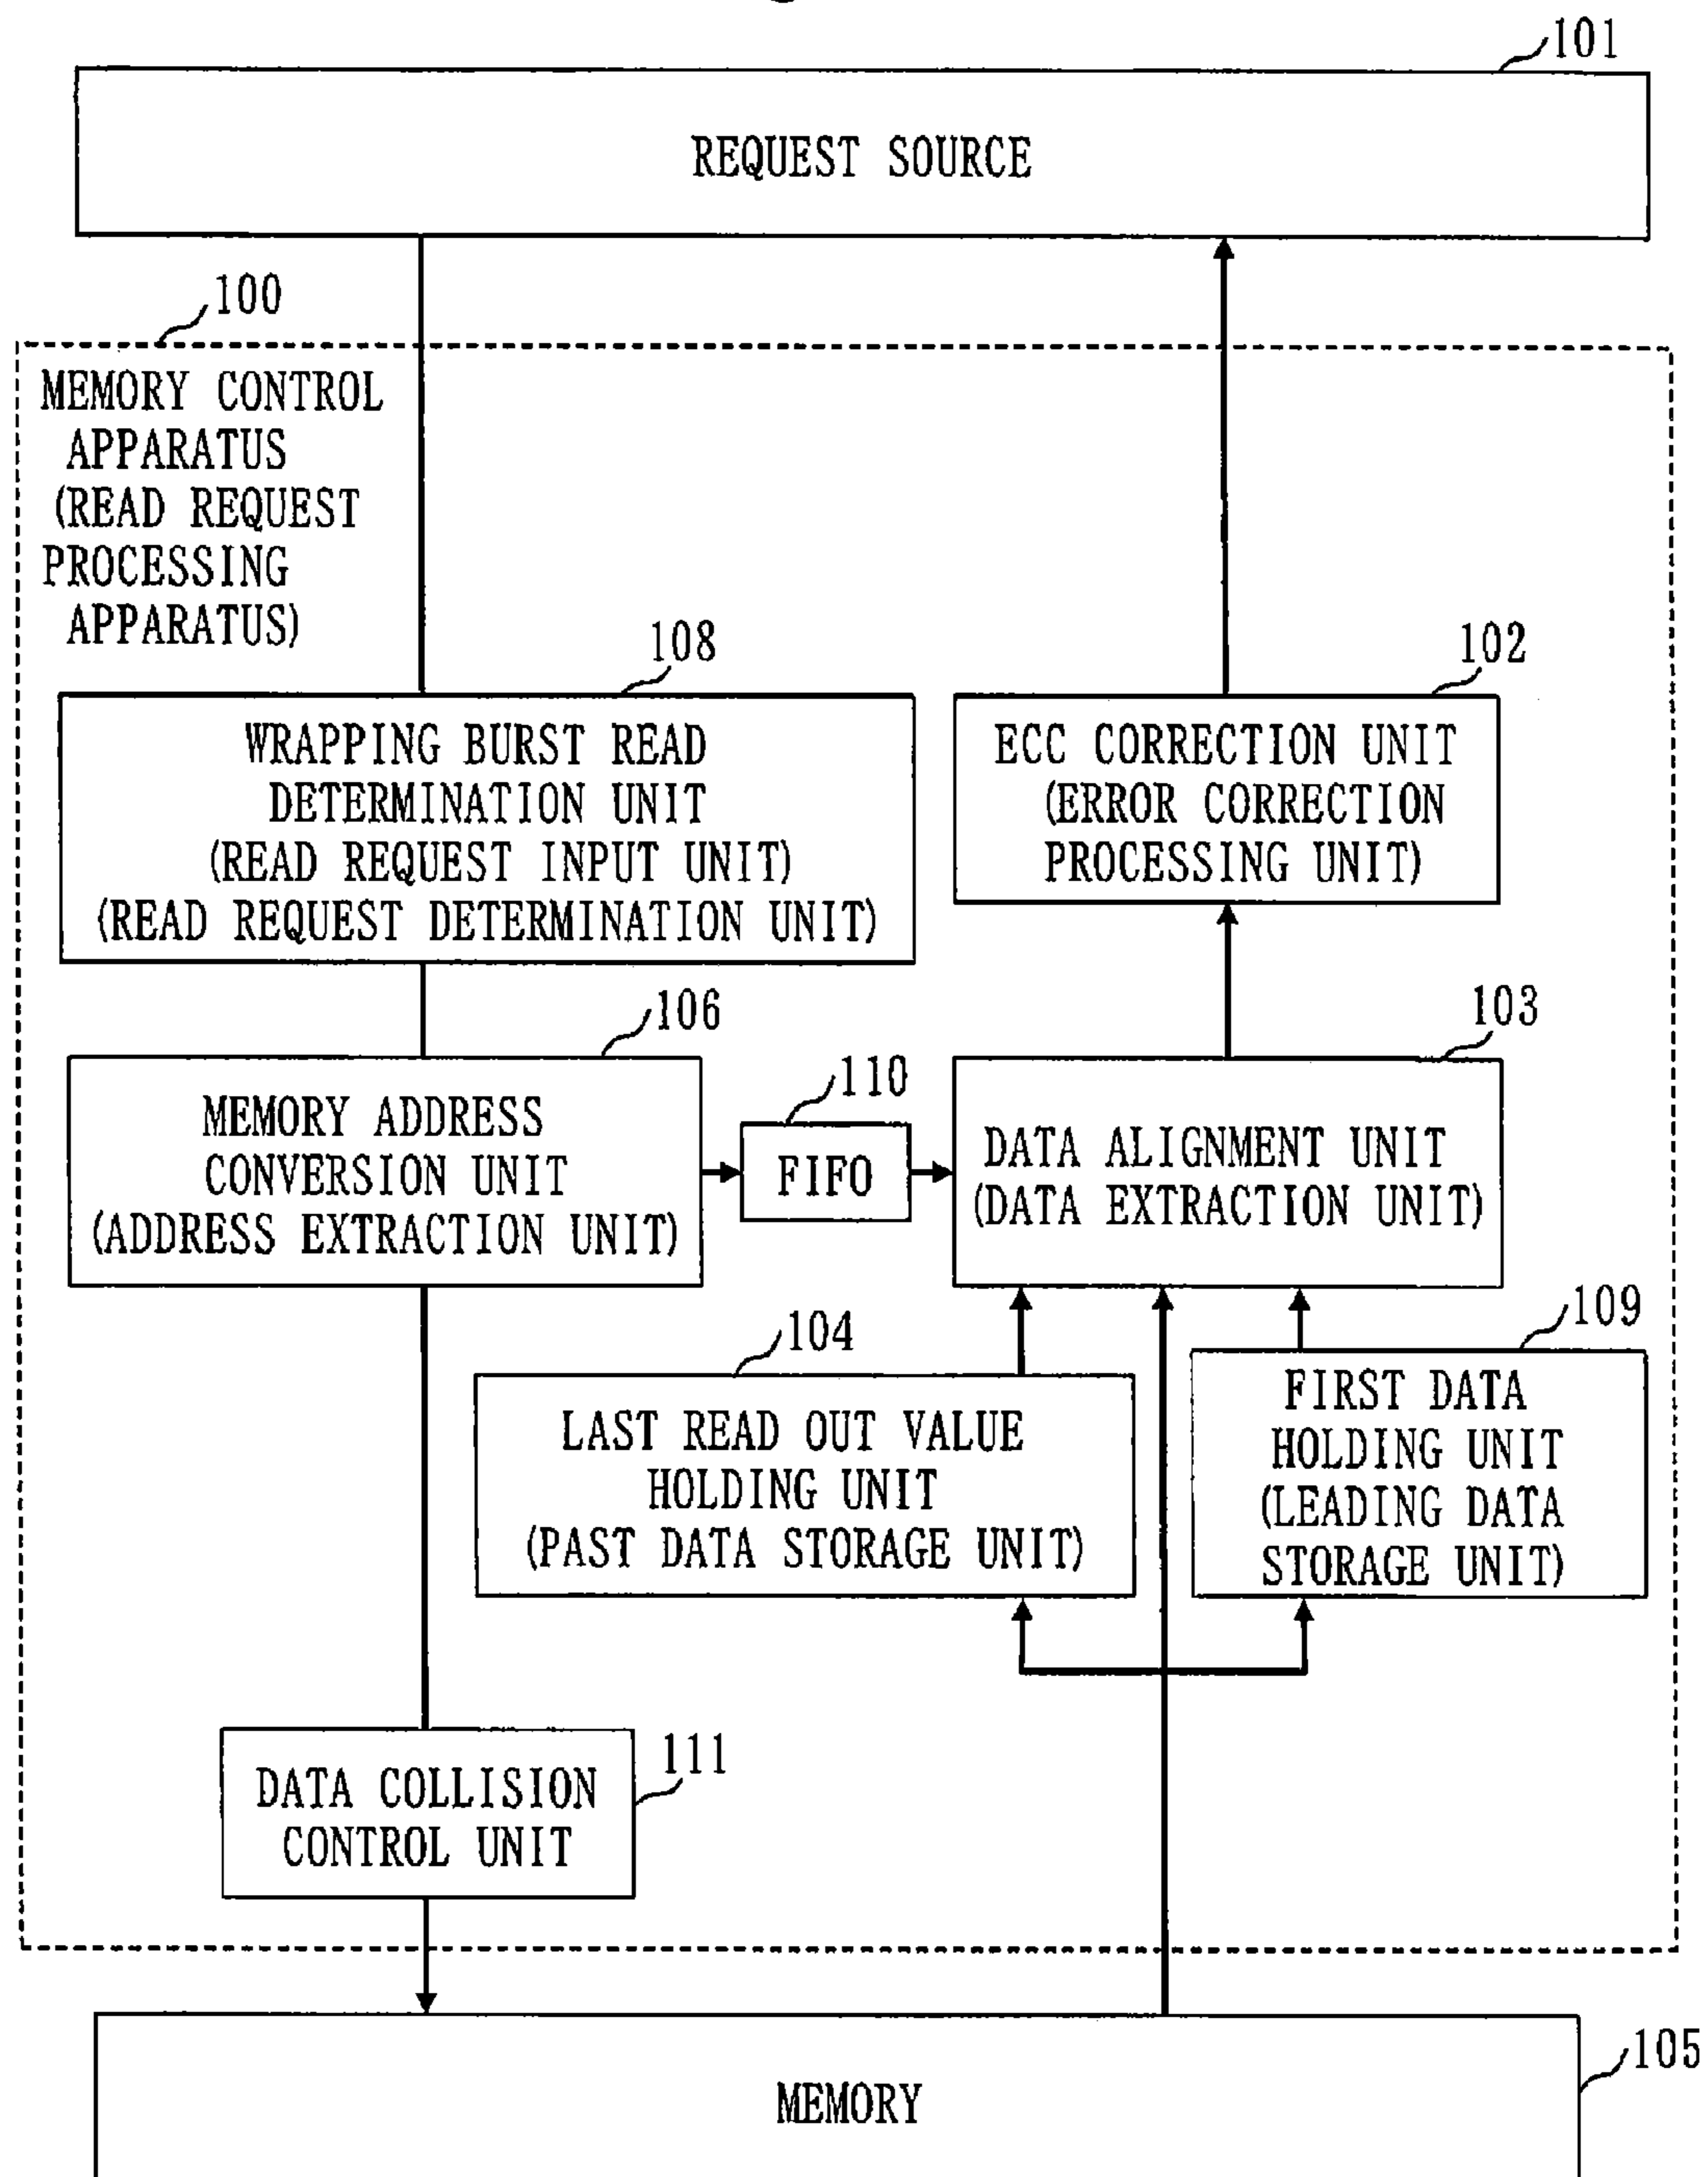 101
REQUEST SOURCE
100
MEMORY CONTROL
APPARATUS
(READ REQUEST
PROCESSING
APPARATUS)
108
WRAPPING BURST READ
DETERMINATION UNIT
(READ REQUEST INPUT UNIT)
(READ REQUEST DETERMINATION UNIT)
102
ECC CORRECTION UNIT
(ERROR CORRECTION
PROCESSING UNIT)
106
MEMORY ADDRESS
CONVERSION UNIT
(ADDRESS EXTRACTION UNIT)
110
FIFO
103
DATA ALIGNMENT UNIT
(DATA EXTRACTION UNIT)
104
LAST READ OUT VALUE
HOLDING UNIT
(PAST DATA STORAGE UNIT)
109
FIRST DATA
HOLDING UNIT
(LEADING DATA
STORAGE UNIT)
111
DATA COLLISION
CONTROL UNIT
105
MEMORY